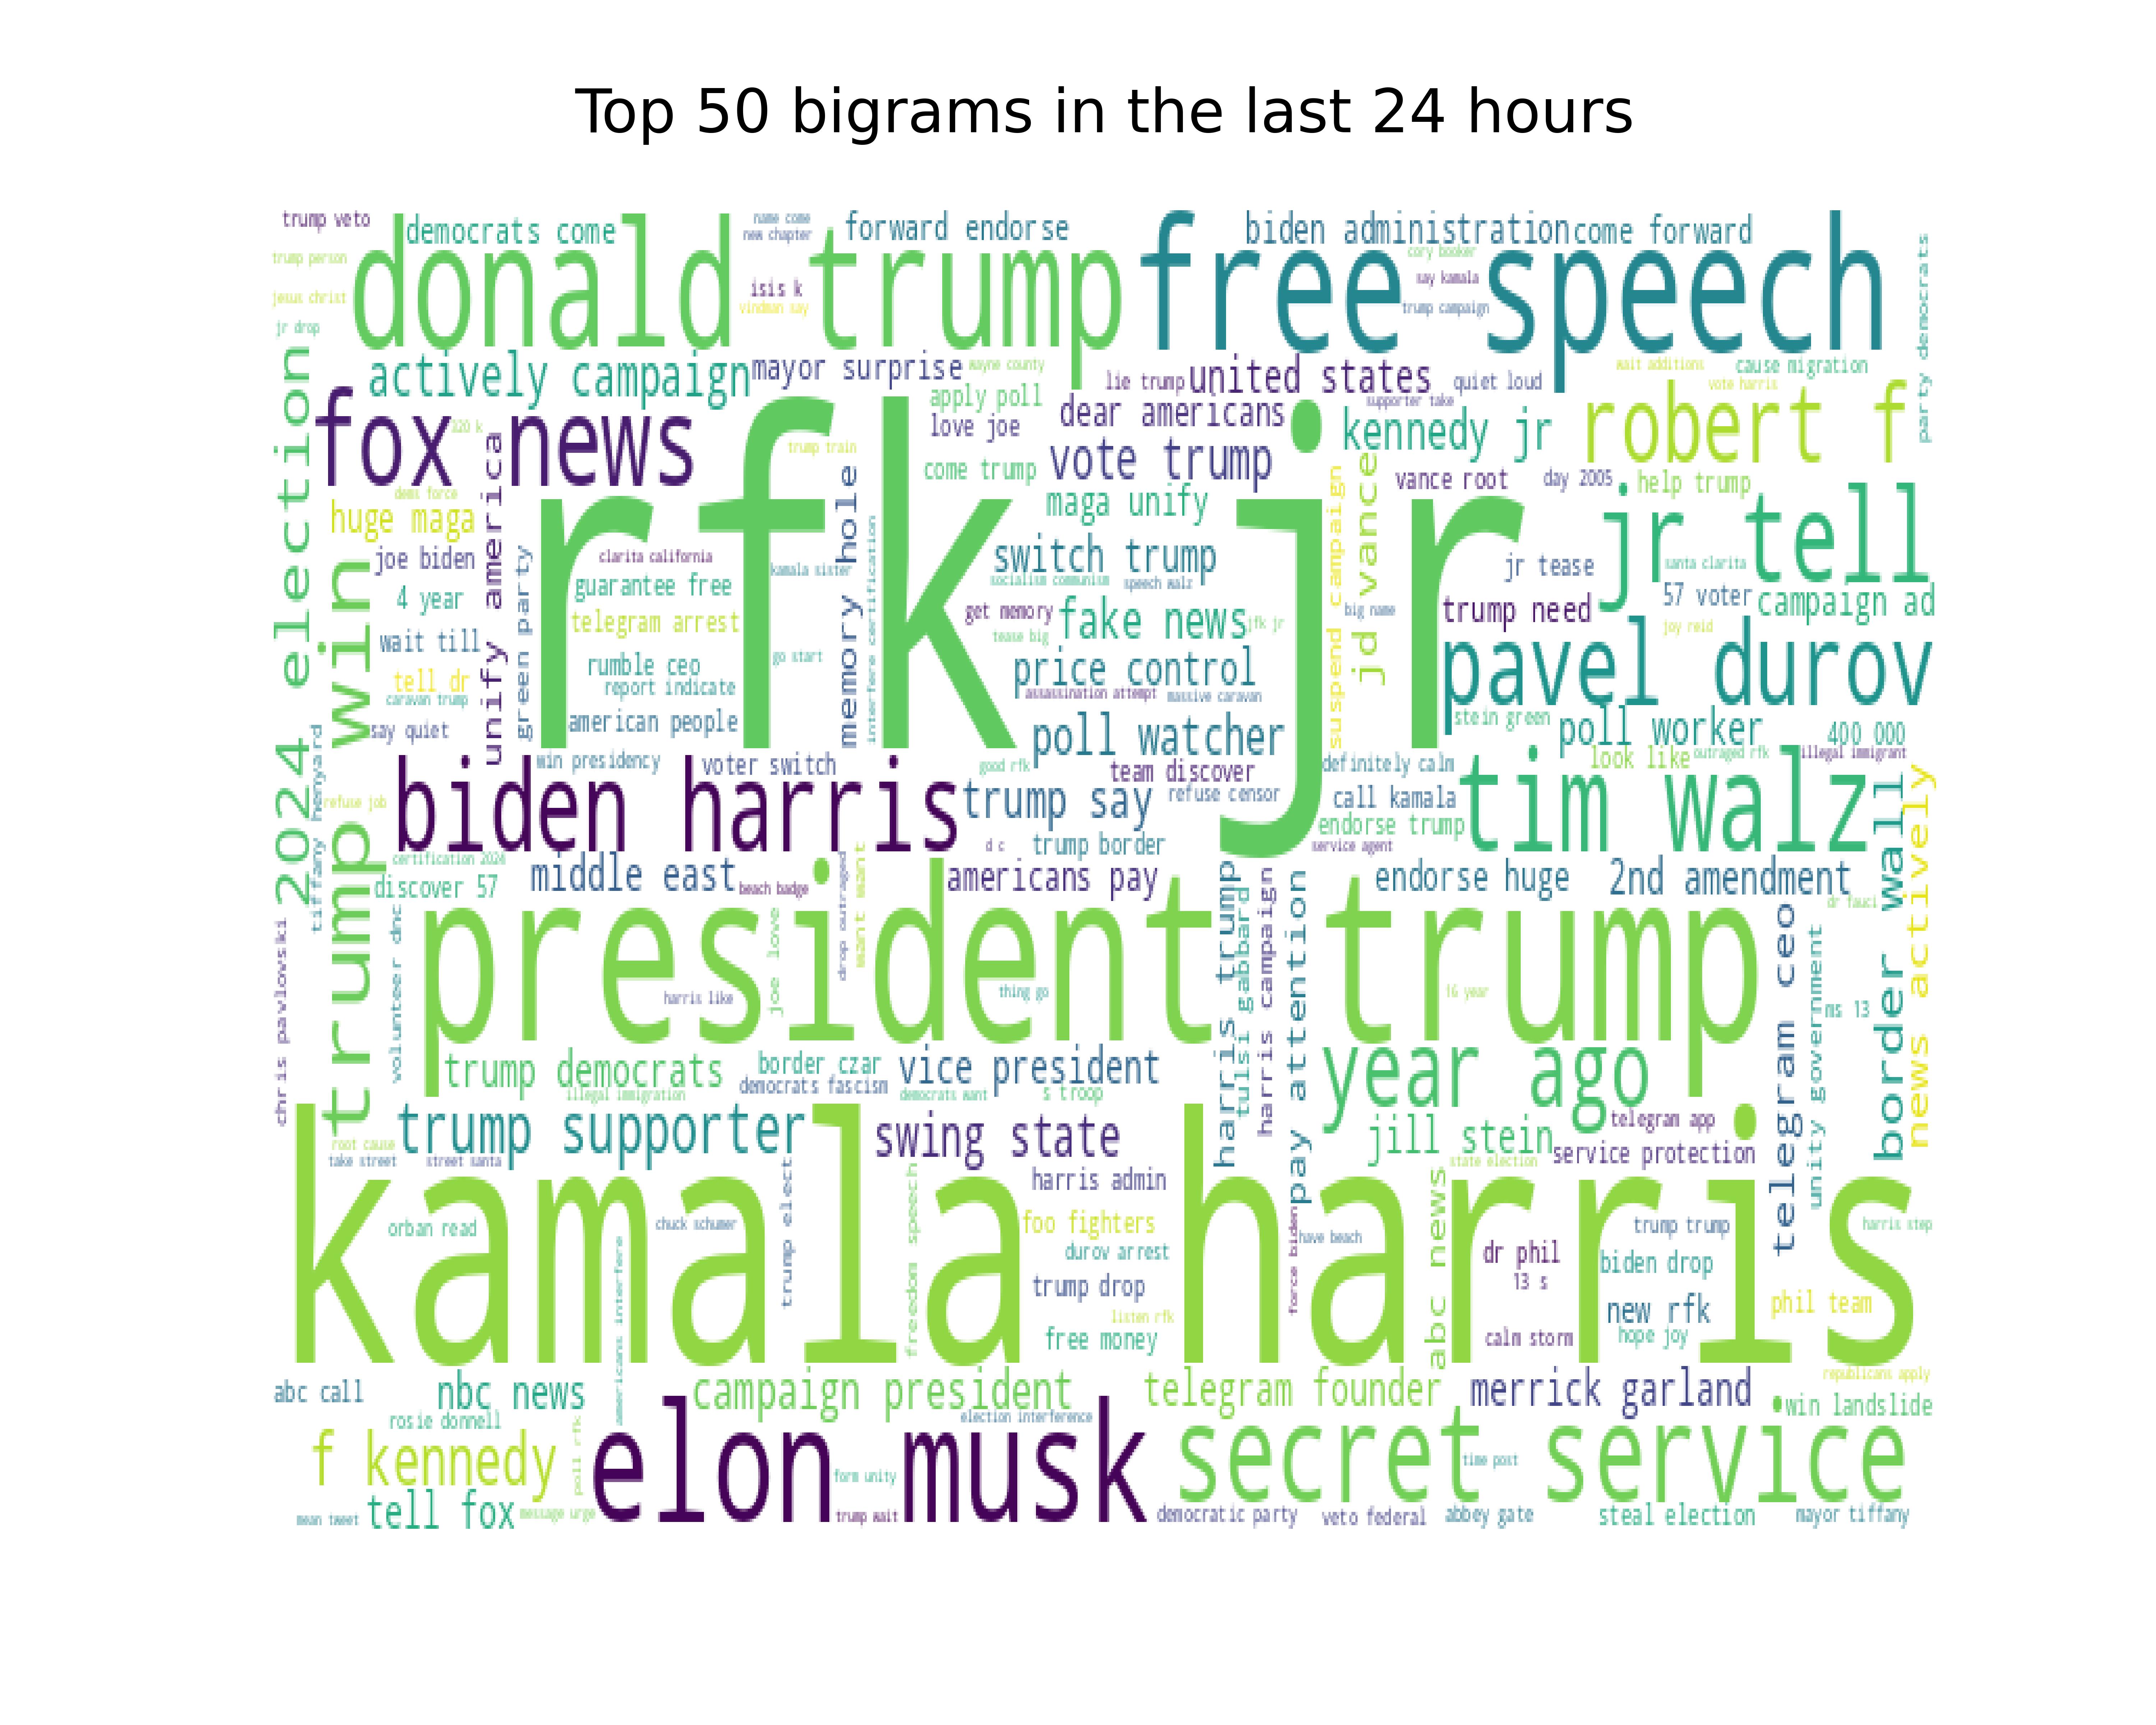 Top 50 bigrams in the last 24 hours
trump veto
democrats come
name come
new chapter
forward endorse
biden administration
come forward
donald trump
free speech
cory booker
say kamala
trump campaign
trump person
jesus christ
jr drop
isis k
vindman say
party democrats
2024 election
actively campaign
mayor surprise
wayne county
lie trump
united states
quiet loud
wait additions
cause migration
vote harris
supporter take
apply poll
love joe
dear americans
fox news
320 k
unify america
trump train
come trump
vote trump
kennedy jr
robert f
vance root
day 2005
help trump
rfk jr
dems force
huge maga
memory hole
maga unify
suspend campaign
jd vance
jr tell
joe biden
green party
clarita california
kamala sister
interfere certification
switch trump
socialism communism
speech walz
jr tease
santa clarita
4 year
guarantee free
get memory
fake news
jfk jr
big name
trump need
57 voter
campaign ad
wait till
telegram arrest
tease big
joy reid
tell dr
caravan trump
rumble ceo
report indicate
go start
price control
assassination attempt
massive caravan
pavel durov
say quiet
american people
poll watcher
stein green
poll worker
400 000
win presidency
voter switch
good rfk
team discover
definitely calm
look like
outraged rfk
illegal immigrant
trump win
tiffany henyard
refuse job
biden harris
trump say
refuse censor
call kamala
endorse trump
tim walz
border wall
news actively
certification 2024
discover 57
middle east
beach badge
drop outraged
want want
d c
trump border
service agent
americans pay
endorse huge
2nd amendment
dr fauci
chris pavlovski
volunteer dnc
president trump
harris like
joe love
thing go
harris trump
tulsi gabbard
harris campaign
pay attention
16 year
telegram ceo
unity government
ms 13
trump democrats
illegal immigration
border czar
democrats fascism
vice president
democrats want
s troop
year ago
root cause
take street
street santa
trump supporter
swing state
jill stein
telegram app
service protection
state election
kamala harris
orban read
americans interfere
chuck schumer
trump elect
freedom speech
harris admin
foo fighters
durov arrest
trump drop
listen rfk
free money
force biden
have beach
abc news
dr phil
13 s
calm storm
trump trump
biden drop
new rfk
hope joy
harris step
phil team
abc call
nbc news
campaign president
telegram founder
merrick garland
republicans apply
win landslide
rosie donnell
f kennedy
poll rfk
elon musk
election interference
form unity
secret service
time post
mean tweet
tell fox
message urge
trump wait
democratic party
veto federal
abbey gate
steal election
mayor tiffany